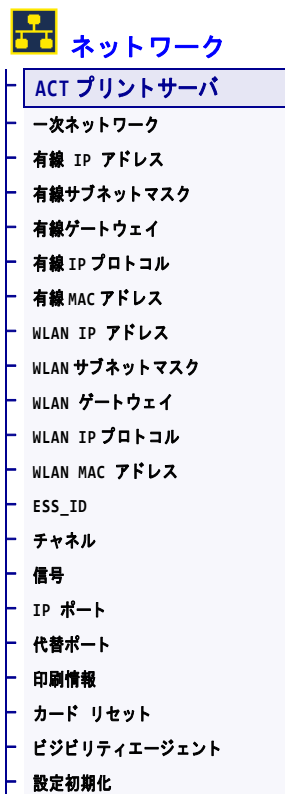 ネットワーク
ACT プリントサーバ
一次ネットワーク
有線 IP アドレス
有線サブネットマスク
有線ゲートウェイ
有線 IP プロトコル
有線 MAC アドレス
WLAN IP アドレス
WLAN サブネットマスク
WLAN ゲートウェイ
WLAN IP プロトコル
WLAN MAC アドレス
ESS_ID
チャネル
信号
IP ポート
代替ポート
印刷情報
カード リセット
ビジビリティエージェント
設定初期化